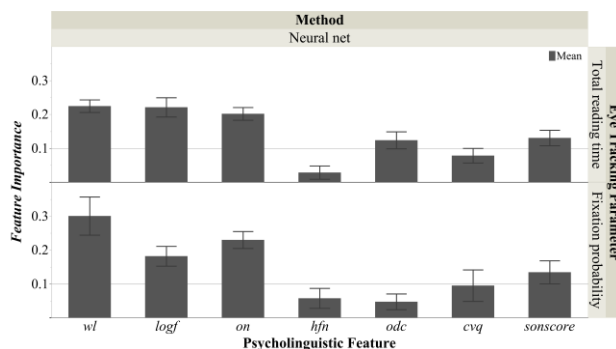 Method
Neural net
Mean
Feature Importance
0.3
0.2
0.1
Total reading time
0.3
0.2
0.1
Fixation probability
Eye Tracking Parameter
wl logf on hfn odc cvq sonscore
Psycholinguistic Feature